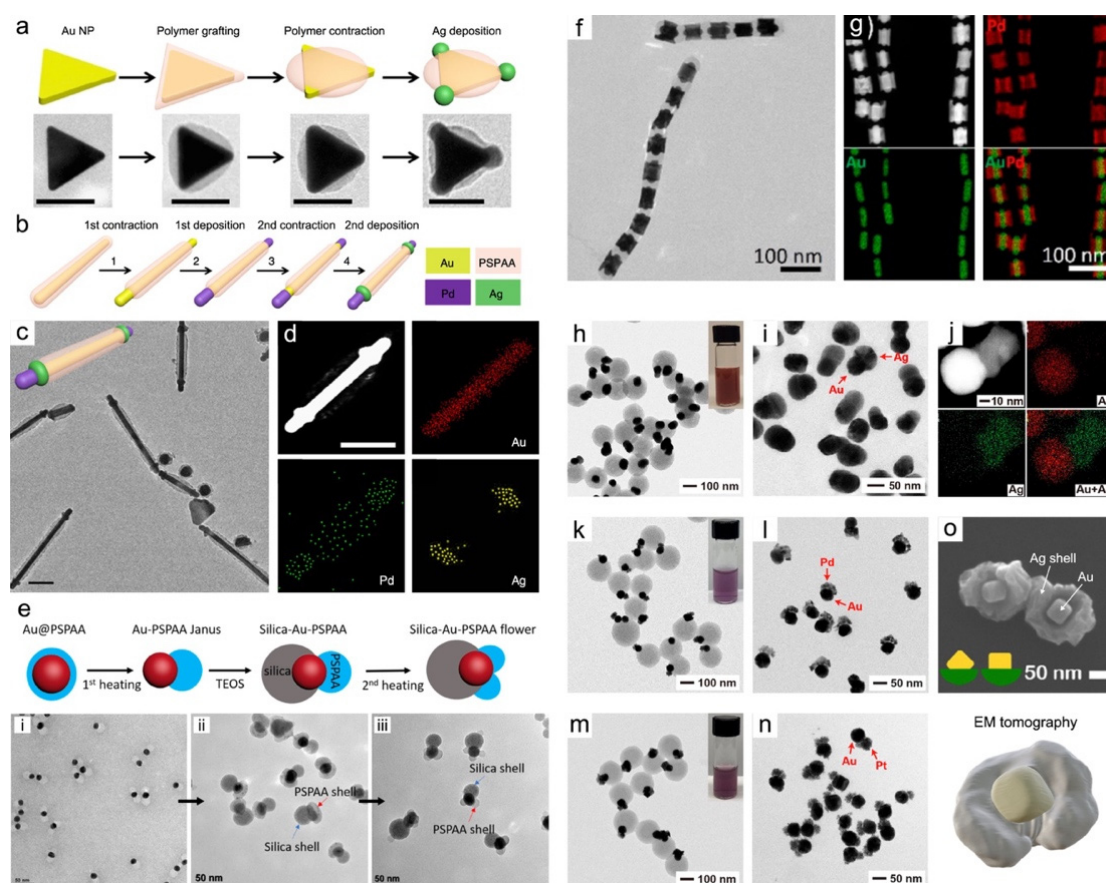 a
Au NP
Polymer grafting
Polymer contraction
Ag deposition
b
1st contraction
1st deposition
2nd contraction
2nd deposition
1
2
3
4
Au
PSPAA
Pd
Ag
c
d
Au
Pd
Ag
e
Au@PSPAA
Au-PSPAA Janus
Silica-Au-PSPAA
Silica-Au-PSPAA flower
1st heating
TEOS
silica
PSPAA
2nd heating
i
50 nm
ii
PSPAA shell
Silica shell
50 nm
iii
Silica shell
PSPAA shell
50 nm
f
100 nm
g)
Pd
Au
AuPd
100 nm
h
100 nm
i
Ag
Au
50 nm
j
10 nm
A
Ag
Au+A
k
100 nm
l
Pd
Au
50 nm
o
Ag shell
Au
50 nm
m
100 nm
n
Au
Pt
50 nm
EM tomography